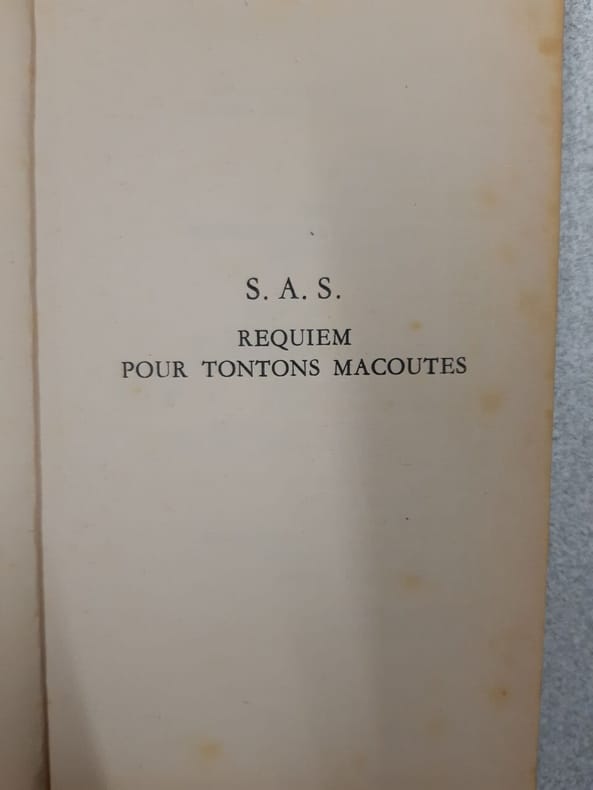 S. A. S.
REQUIEM
POUR TONTONS MACOUTES